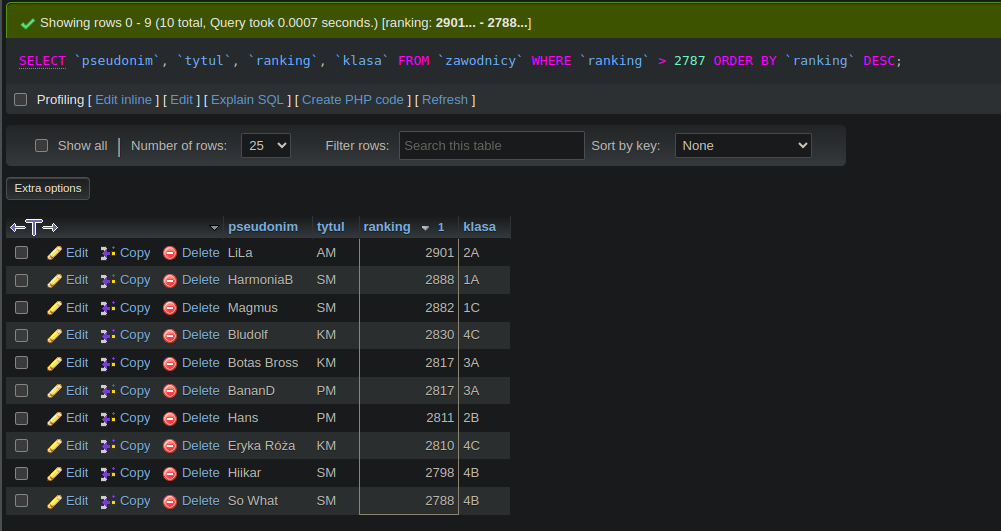 Showing rows 0 - 9 (10 total, Query took 0.0007 seconds.) [ranking: 2901... - 2788...]
SELECT `pseudonim`, `tytul`, `ranking`, `klasa` FROM `zawodnicy` WHERE `ranking` > 2787 ORDER BY `ranking` DESC;
Profiling [ Edit inline ] [ Edit ] [ Explain SQL ] [ Create PHP code ] [ Refresh ]
Show all Number of rows: 25 Filter rows: Search this table Sort by key: None
Extra options
pseudonim tytul ranking 1 klasa
Edit Copy Delete LiLa AM 2901 2A
Edit Copy Delete HarmoniaB SM 2888 1A
Edit Copy Delete Magmus SM 2882 1C
Edit Copy Delete Bludolf KM 2830 4C
Edit Copy Delete Botas Bross KM 2817 3A
Edit Copy Delete BananD PM 2817 3A
Edit Copy Delete Hans PM 2811 2B
Edit Copy Delete Eryka Róża KM 2810 4C
Edit Copy Delete Hiikar SM 2798 4B
Edit Copy Delete So What SM 2788 4B